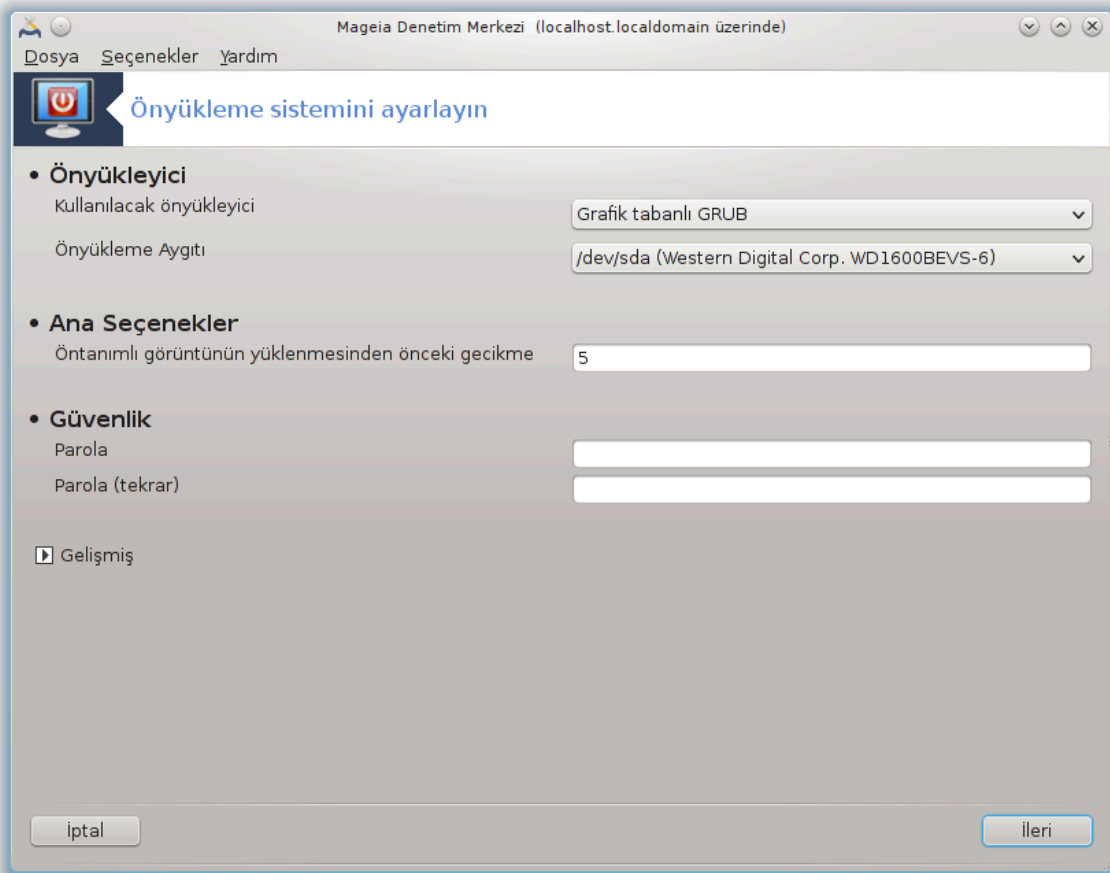 Mageia Denetim Merkezi (localhost.localdomain üzerinde)
Dosya Seçenekler Yardım
Önyükleme sistemini ayarlayın
• Önyükleyici
Kullanılacak önyükleyici Grafik tabanlı GRUB
Önyükleme Aygıtı /dev/sda (Western Digital Corp. WD1600BEVS-6)
• Ana Seçenekler
Öntanımlı görüntünün yüklenmesinden önceki gecikme 5
• Güvenlik
Parola
Parola (tekrar)
Gelişmiş
İptal İleri